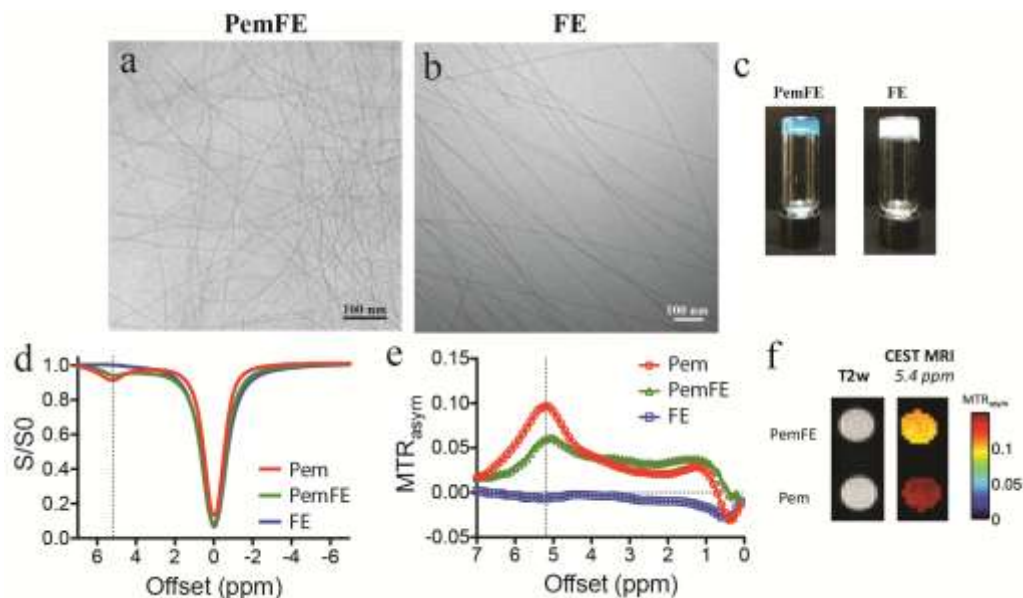 PemFE
FE
a
100 nm
b
100 nm
c
PemFE
FE
d
S/S0
1.0
0.8
0.6
0.4
0.2
0.0
Pem
PemFE
FE
6 4 2 0 -2 -4 -6
Offset (ppm)
e
MTRasym
0.15
0.10
0.05
0.00
-0.05
Pem
PemFE
FE
7 6 5 4 3 2 1 0
Offset (ppm)
f
T2w
CEST MRI
5.4 ppm
PemFE
Pem
MTRasym
0.1
0.05
0